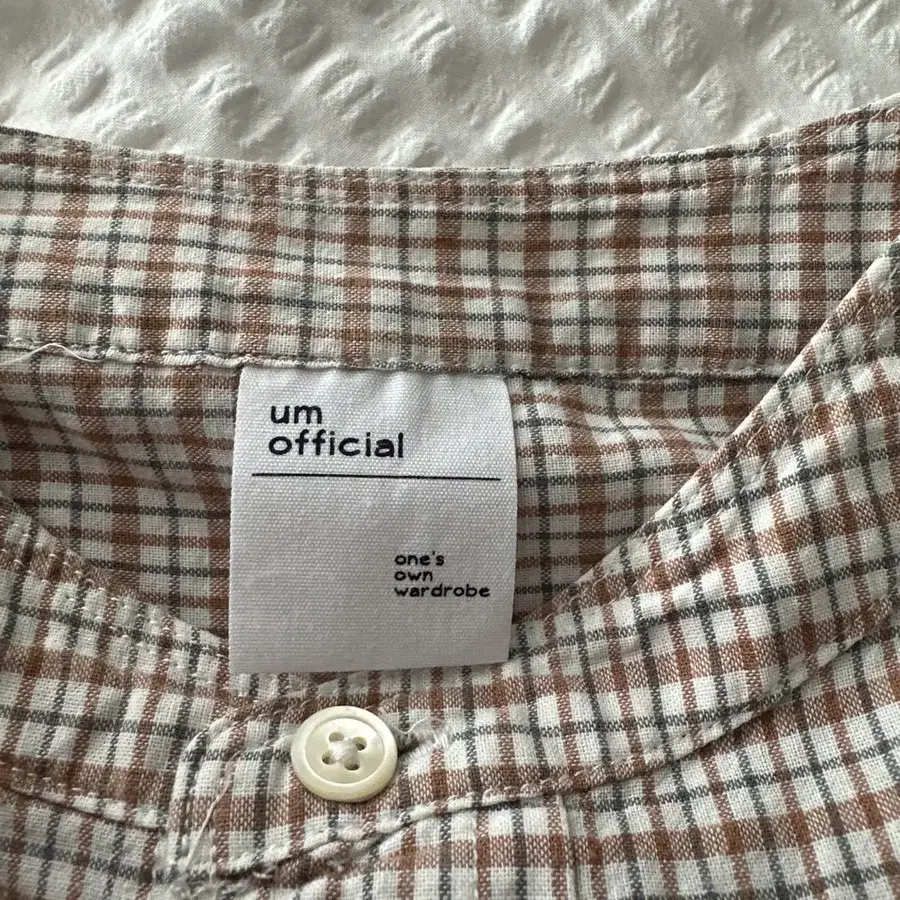 um
official
one's
own
wardrobe